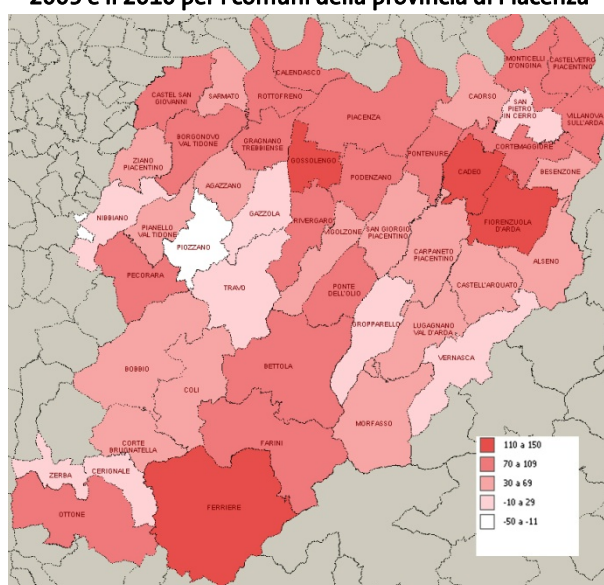 2005 e il 2010 per i comuni della provincia di Piacenza
MONTICELLI
D'ONGINA
CASTELVETRO
PIACENTINO
CALENDASCO
CASTEL SAN
GIOVANNI
SARMATO
ROTTOFRENO
CAORSO
SAN
PIETRO
IN CERRO
VILLANOVA
SULL'ARDA
PIACENZA
BORGONOVO
VAL TIDONE
GRAGNANO
TREBBIENSE
CORTEMAGGIORE
ZIANO
PIACENTINO
GOSSOLENGO
PONTENURE
BESENZONE
CADEO
AGAZZANO
PODENZANO
NIBBIANO
GAZZOLA
RIVERGARO
FIORENZUOLA
D'ARDA
PIANELLO
VAL TIDONE
VIGOLZONE
SAN GIORGIO
PIACENTINO
PIOZZANO
CARPANETO
PIACENTINO
ALSENO
PECORARA
TRAVO
PONTE
DELL'OLIO
CASTELL'ARQUATO
GROPPARELLO
LUGAGNANO
VAL D'ARDA
VERNASCA
BOBBIO
BETTOLA
COLI
MORFASSO
CORTE
BRUGNATELLA
FARINI
110 a 150
70 a 109
30 a 69
-10 a 29
-50 a -11
ZERBA
CERIGNALE
OTTONE
FERRIERE